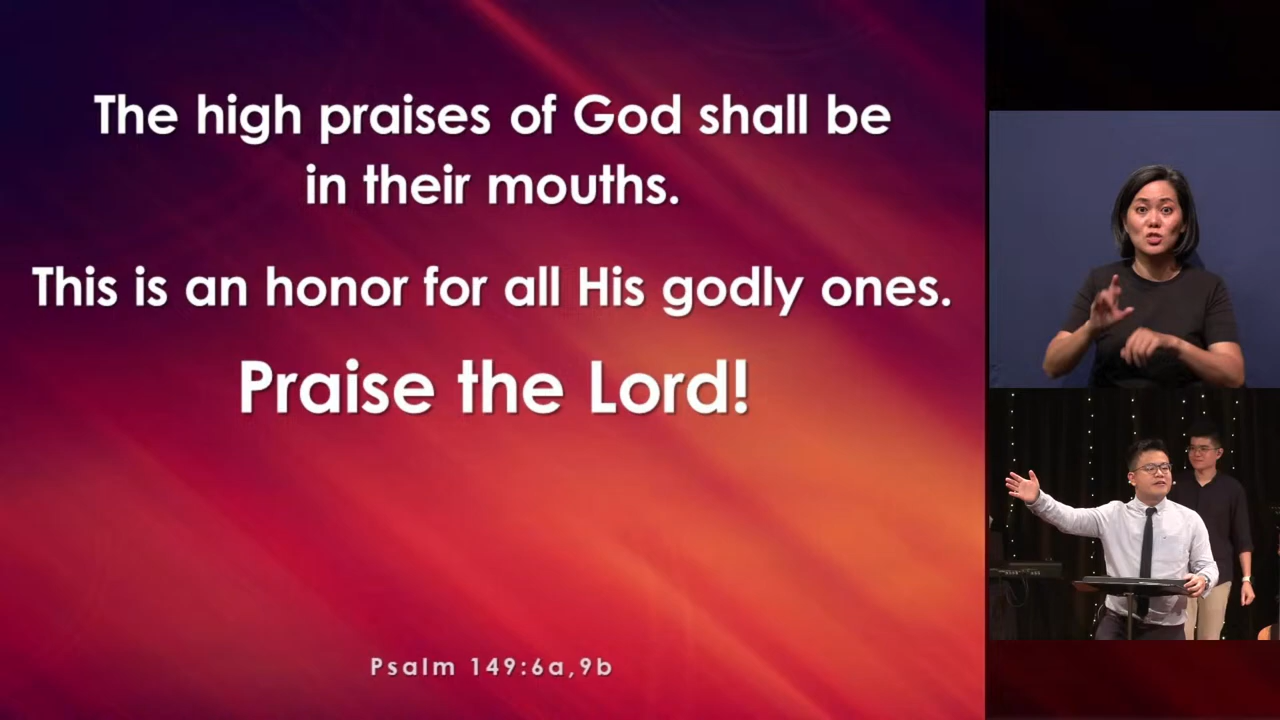 The high praises of God shall be
in their mouths.
This is an honor for all His godly ones.
Praise the Lord!
Psalm 149:6a,9b